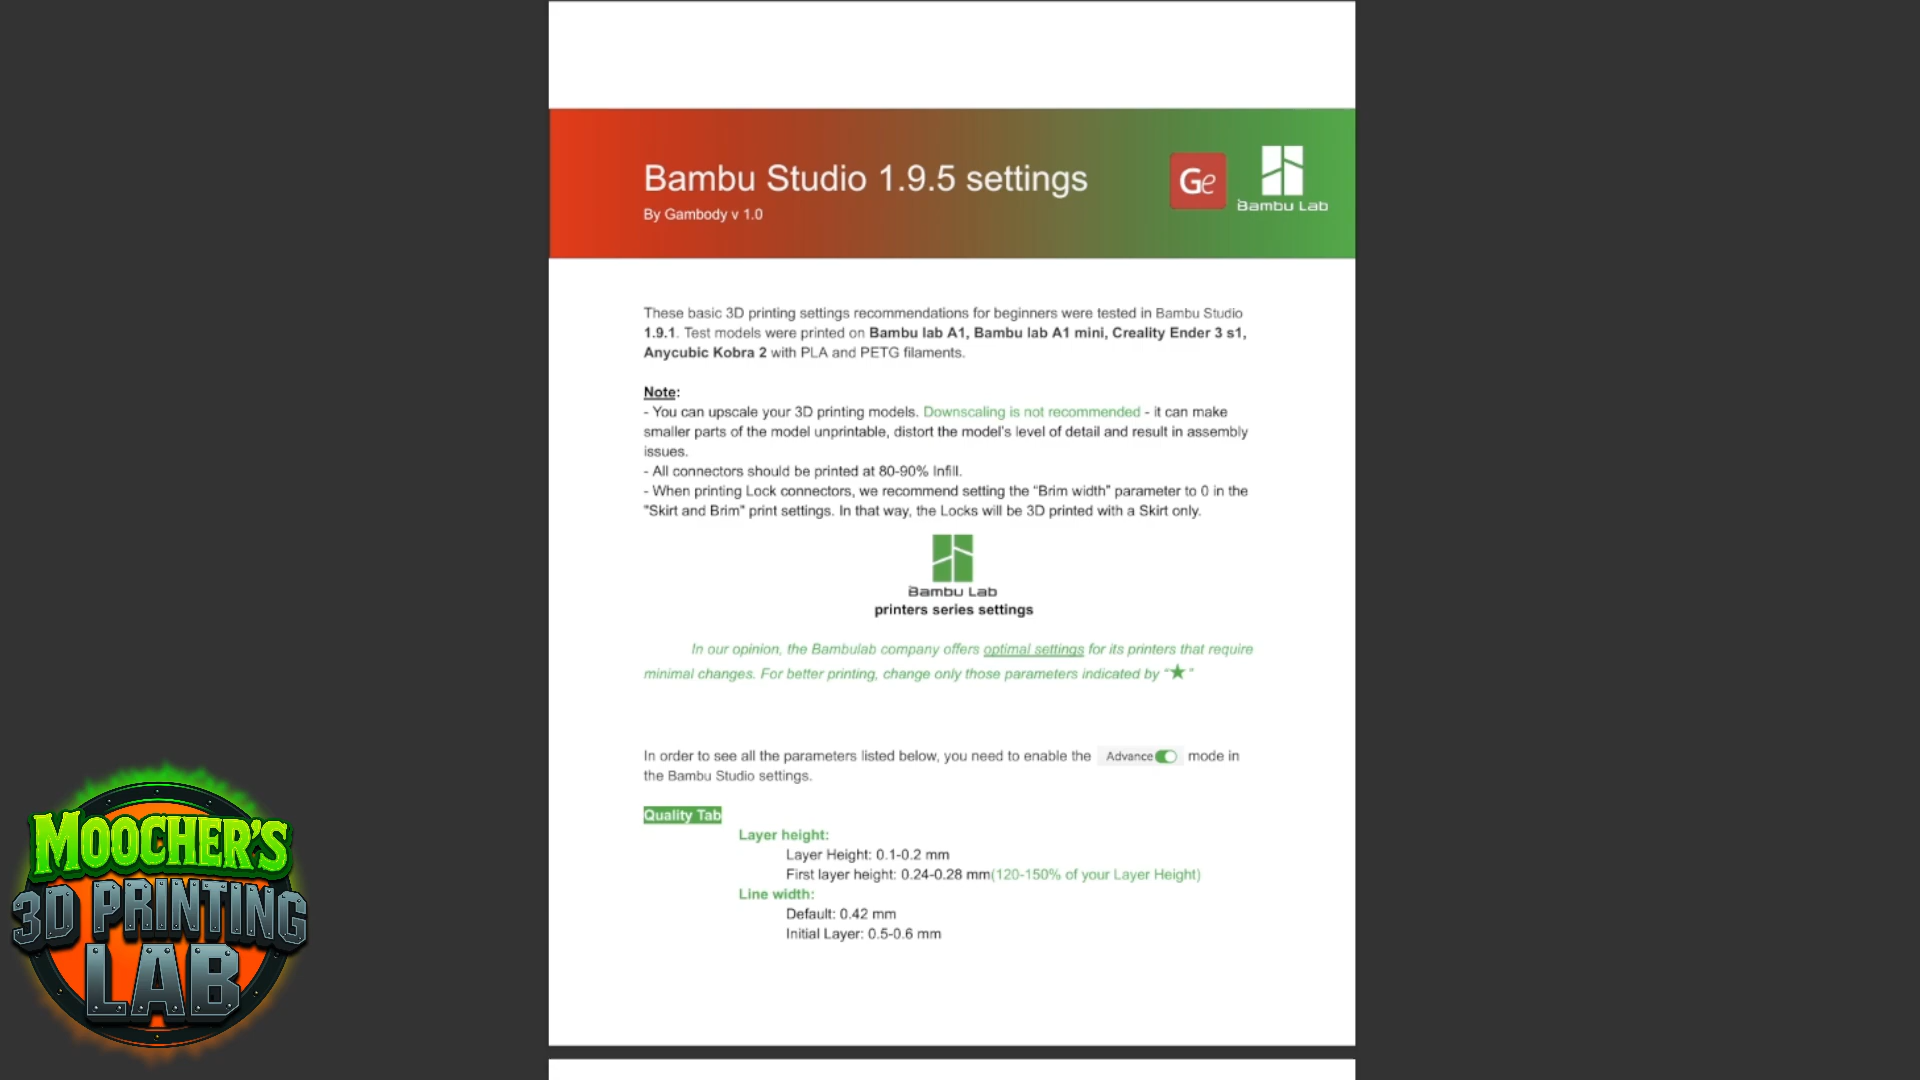 Bambu Studio 1.9.5 settings
By Gambody v 1.0
Ge
Bambu Lab
These basic 3D printing settings recommendations for beginners were tested in Bambu Studio
1.9.1. Test models were printed on Bambu lab A1, Bambu lab A1 mini, Creality Ender 3 s1,
Anycubic Kobra 2 with PLA and PETG filaments.
Note:
- You can upscale your 3D printing models. Downscaling is not recommended - it can make
smaller parts of the model unprintable, distort the model's level of detail and result in assembly
issues.
- All connectors should be printed at 80-90% Infill.
- When printing Lock connectors, we recommend setting the “Brim width” parameter to 0 in the
"Skirt and Brim" print settings. In that way, the Locks will be 3D printed with a Skirt only.
Bambu Lab
printers series settings
In our opinion, the Bambulab company offers optimal settings for its printers that require
minimal changes. For better printing, change only those parameters indicated by “★”
In order to see all the parameters listed below, you need to enable the Advance mode in
the Bambu Studio settings.
Quality Tab
Layer height:
Layer Height: 0.1-0.2 mm
First layer height: 0.24-0.28 mm(120-150% of your Layer Height)
Line width:
Default: 0.42 mm
Initial Layer: 0.5-0.6 mm
MOOCHER'S
3D PRINTING
LAB